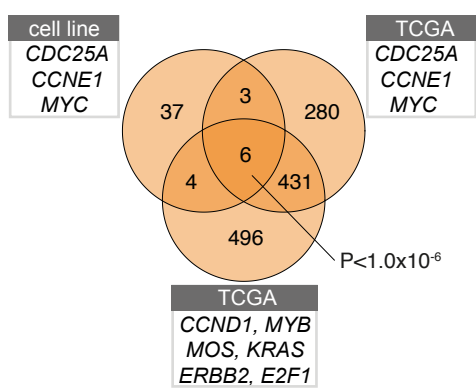 cell line
CDC25A
CCNE1
MYC
TCGA
CDC25A
CCNE1
MYC
3
37
280
6
4
431
496
P<1.0x10⁻⁶
TCGA
CCND1, MYB
MOS, KRAS
ERBB2, E2F1